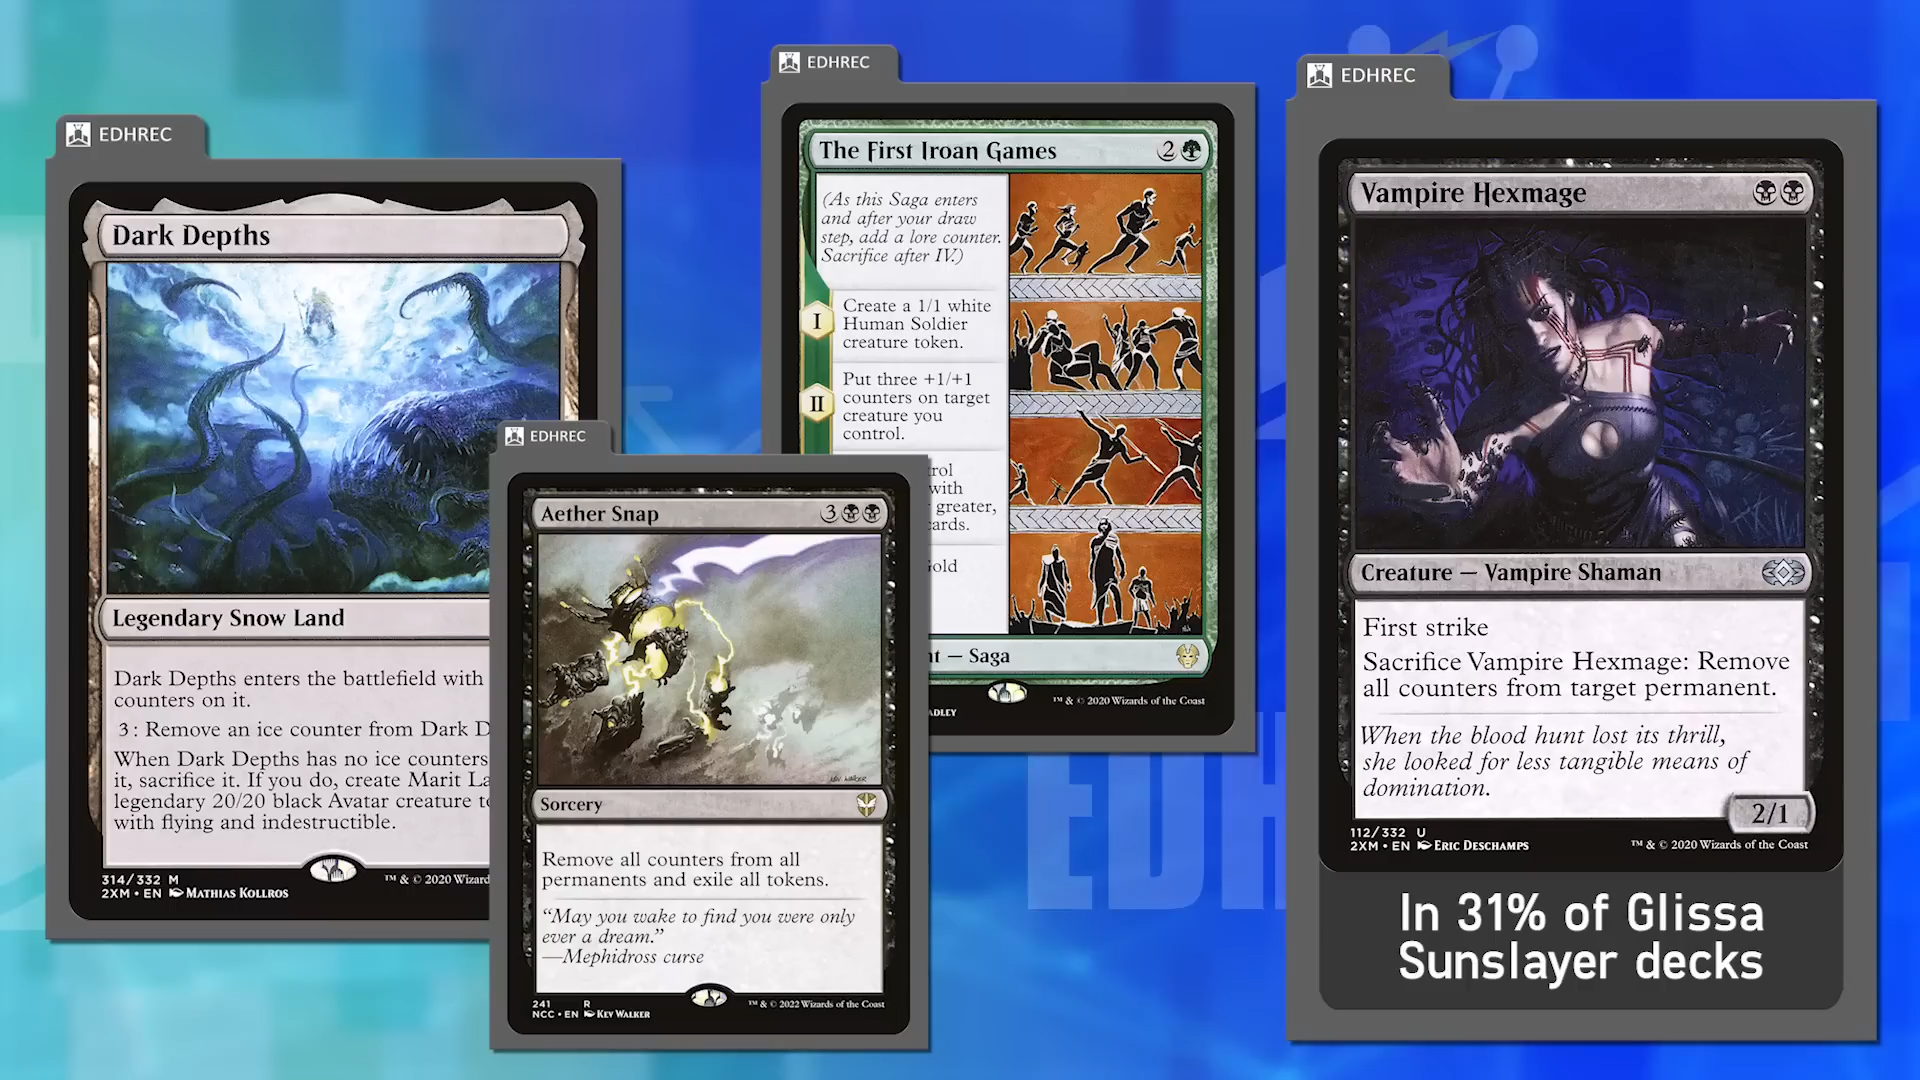 EDHREC
Dark Depths
Legendary Snow Land
Dark Depths enters the battlefield with
counters on it.
3: Remove an ice counter from Dark D
When Dark Depths has no ice counters
it, sacrifice it. If you do, create Marit La
legendary 20/20 black Avatar creature to
with flying and indestructible.
314/332 M
2XM • EN Mathias Kollros
™ & © 2020 Wizard
EDHREC
Aether Snap 3
Sorcery
Remove all counters from all
permanents and exile all tokens.
“May you wake to find you were only
ever a dream.”
—Mephidross curse
241 R
NCC • EN Kev Walker
™ & © 2022 Wizards of the Coast
EDHREC
The First Iroan Games 2
(As this Saga enters
and after your draw
step, add a lore counter.
Sacrifice after IV.)
I
Create a 1/1 white
Human Soldier
creature token.
II
Put three +1/+1
counters on target
creature you
control.
trol
with
greater,
cards.
Gold
nt — Saga
ADLEY
™ & © 2020 Wizards of the Coast
EDHREC
Vampire Hexmage
Creature — Vampire Shaman
First strike
Sacrifice Vampire Hexmage: Remove
all counters from target permanent.
When the blood hunt lost its thrill,
she looked for less tangible means of
domination.
2/1
112/332 U
2XM • EN Eric Deschamps
™ & © 2020 Wizards of the Coast
In 31% of Glissa
Sunslayer decks
EDH